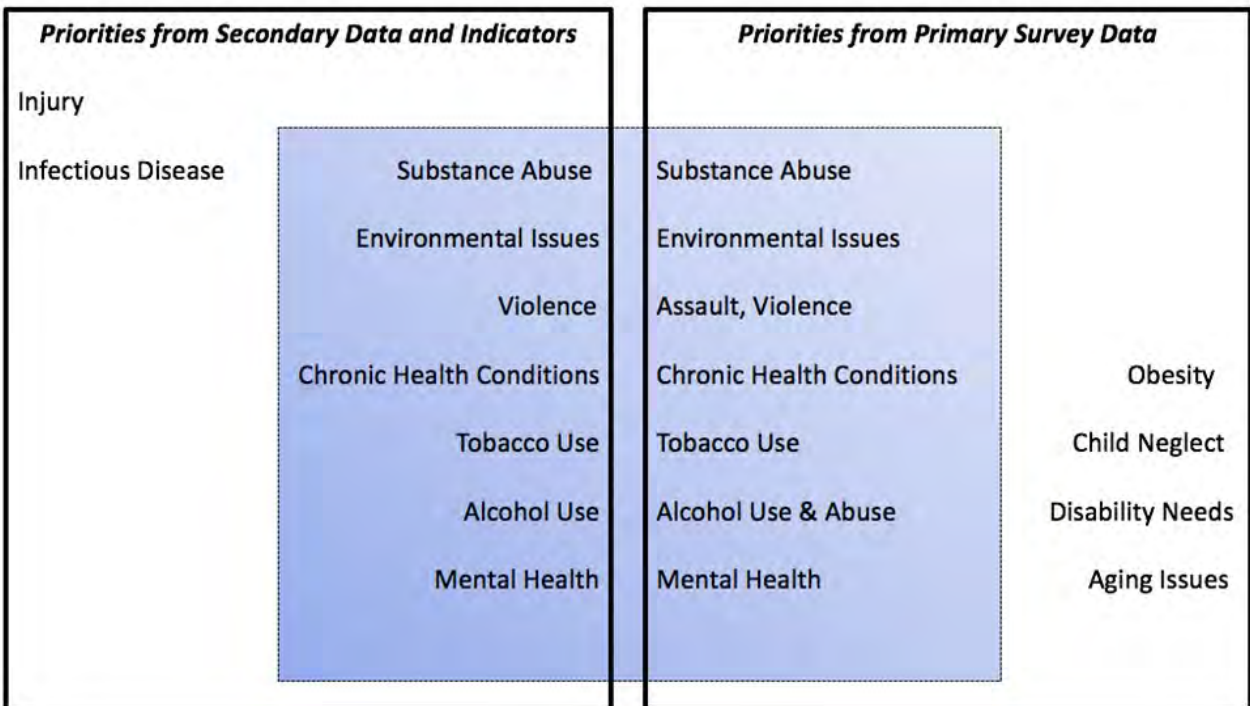 Priorities from Secondary Data and Indicators
Injury
Infectious Disease
Substance Abuse
Environmental Issues
Violence
Chronic Health Conditions
Tobacco Use
Alcohol Use
Mental Health
Priorities from Primary Survey Data
Substance Abuse
Environmental Issues
Assault, Violence
Chronic Health Conditions
Tobacco Use
Alcohol Use & Abuse
Mental Health
Obesity
Child Neglect
Disability Needs
Aging Issues